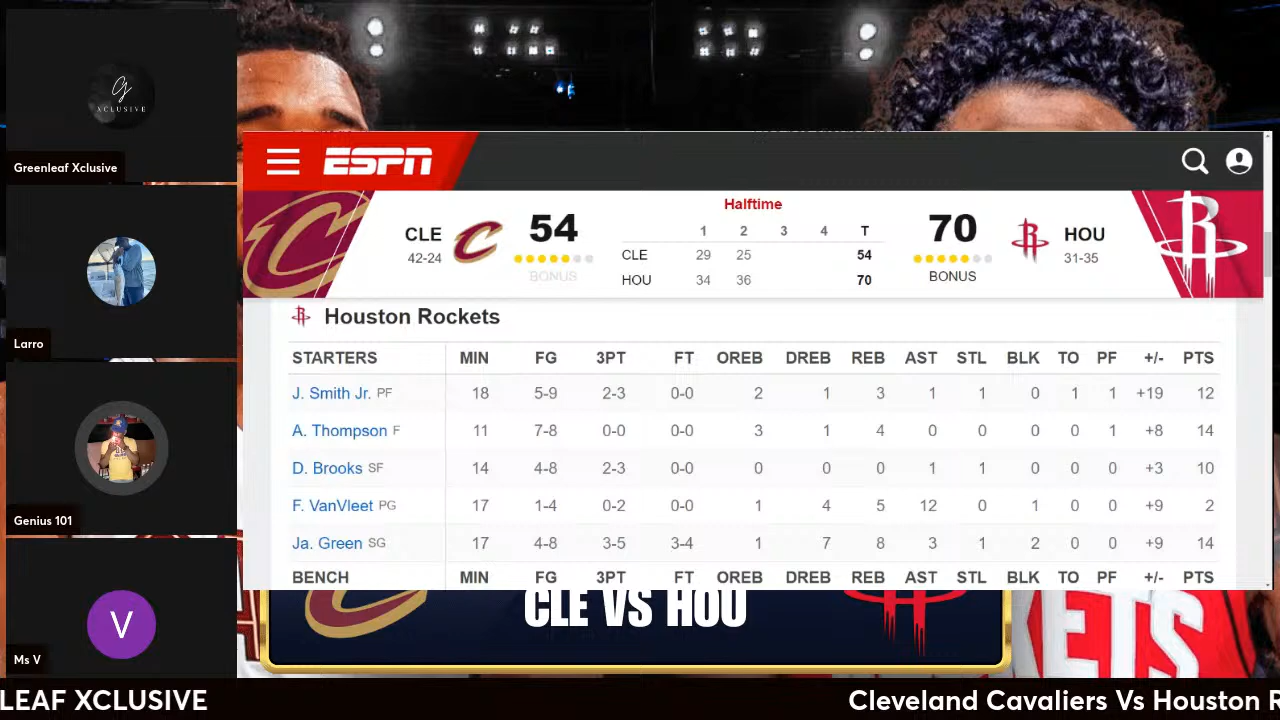 G
XCLUSIVE
Greenleaf Xclusive
Larro
Genius 101
V
Ms V
ESPN
Halftime
CLE
42-24
C
54
BONUS
1 2 3 4 T
CLE 29 25 54
HOU 34 36 70
70
BONUS
R
HOU
31-35
Houston Rockets
STARTERS MIN FG 3PT FT OREB DREB REB AST STL BLK TO PF +/- PTS
J. Smith Jr. PF 18 5-9 2-3 0-0 2 1 3 1 1 0 1 1 +19 12
A. Thompson F 11 7-8 0-0 0-0 3 1 4 0 0 0 0 1 +8 14
D. Brooks SF 14 4-8 2-3 0-0 0 0 0 1 1 0 0 0 +3 10
F. VanVleet PG 17 1-4 0-2 0-0 1 4 5 12 0 1 0 0 +9 2
Ja. Green SG 17 4-8 3-5 3-4 1 7 8 3 1 2 0 0 +9 14
BENCH MIN FG 3PT FT OREB DREB REB AST STL BLK TO PF +/- PTS
CLE VS HOU
ETS
LEAF XCLUSIVE
Cleveland Cavaliers Vs Houston R